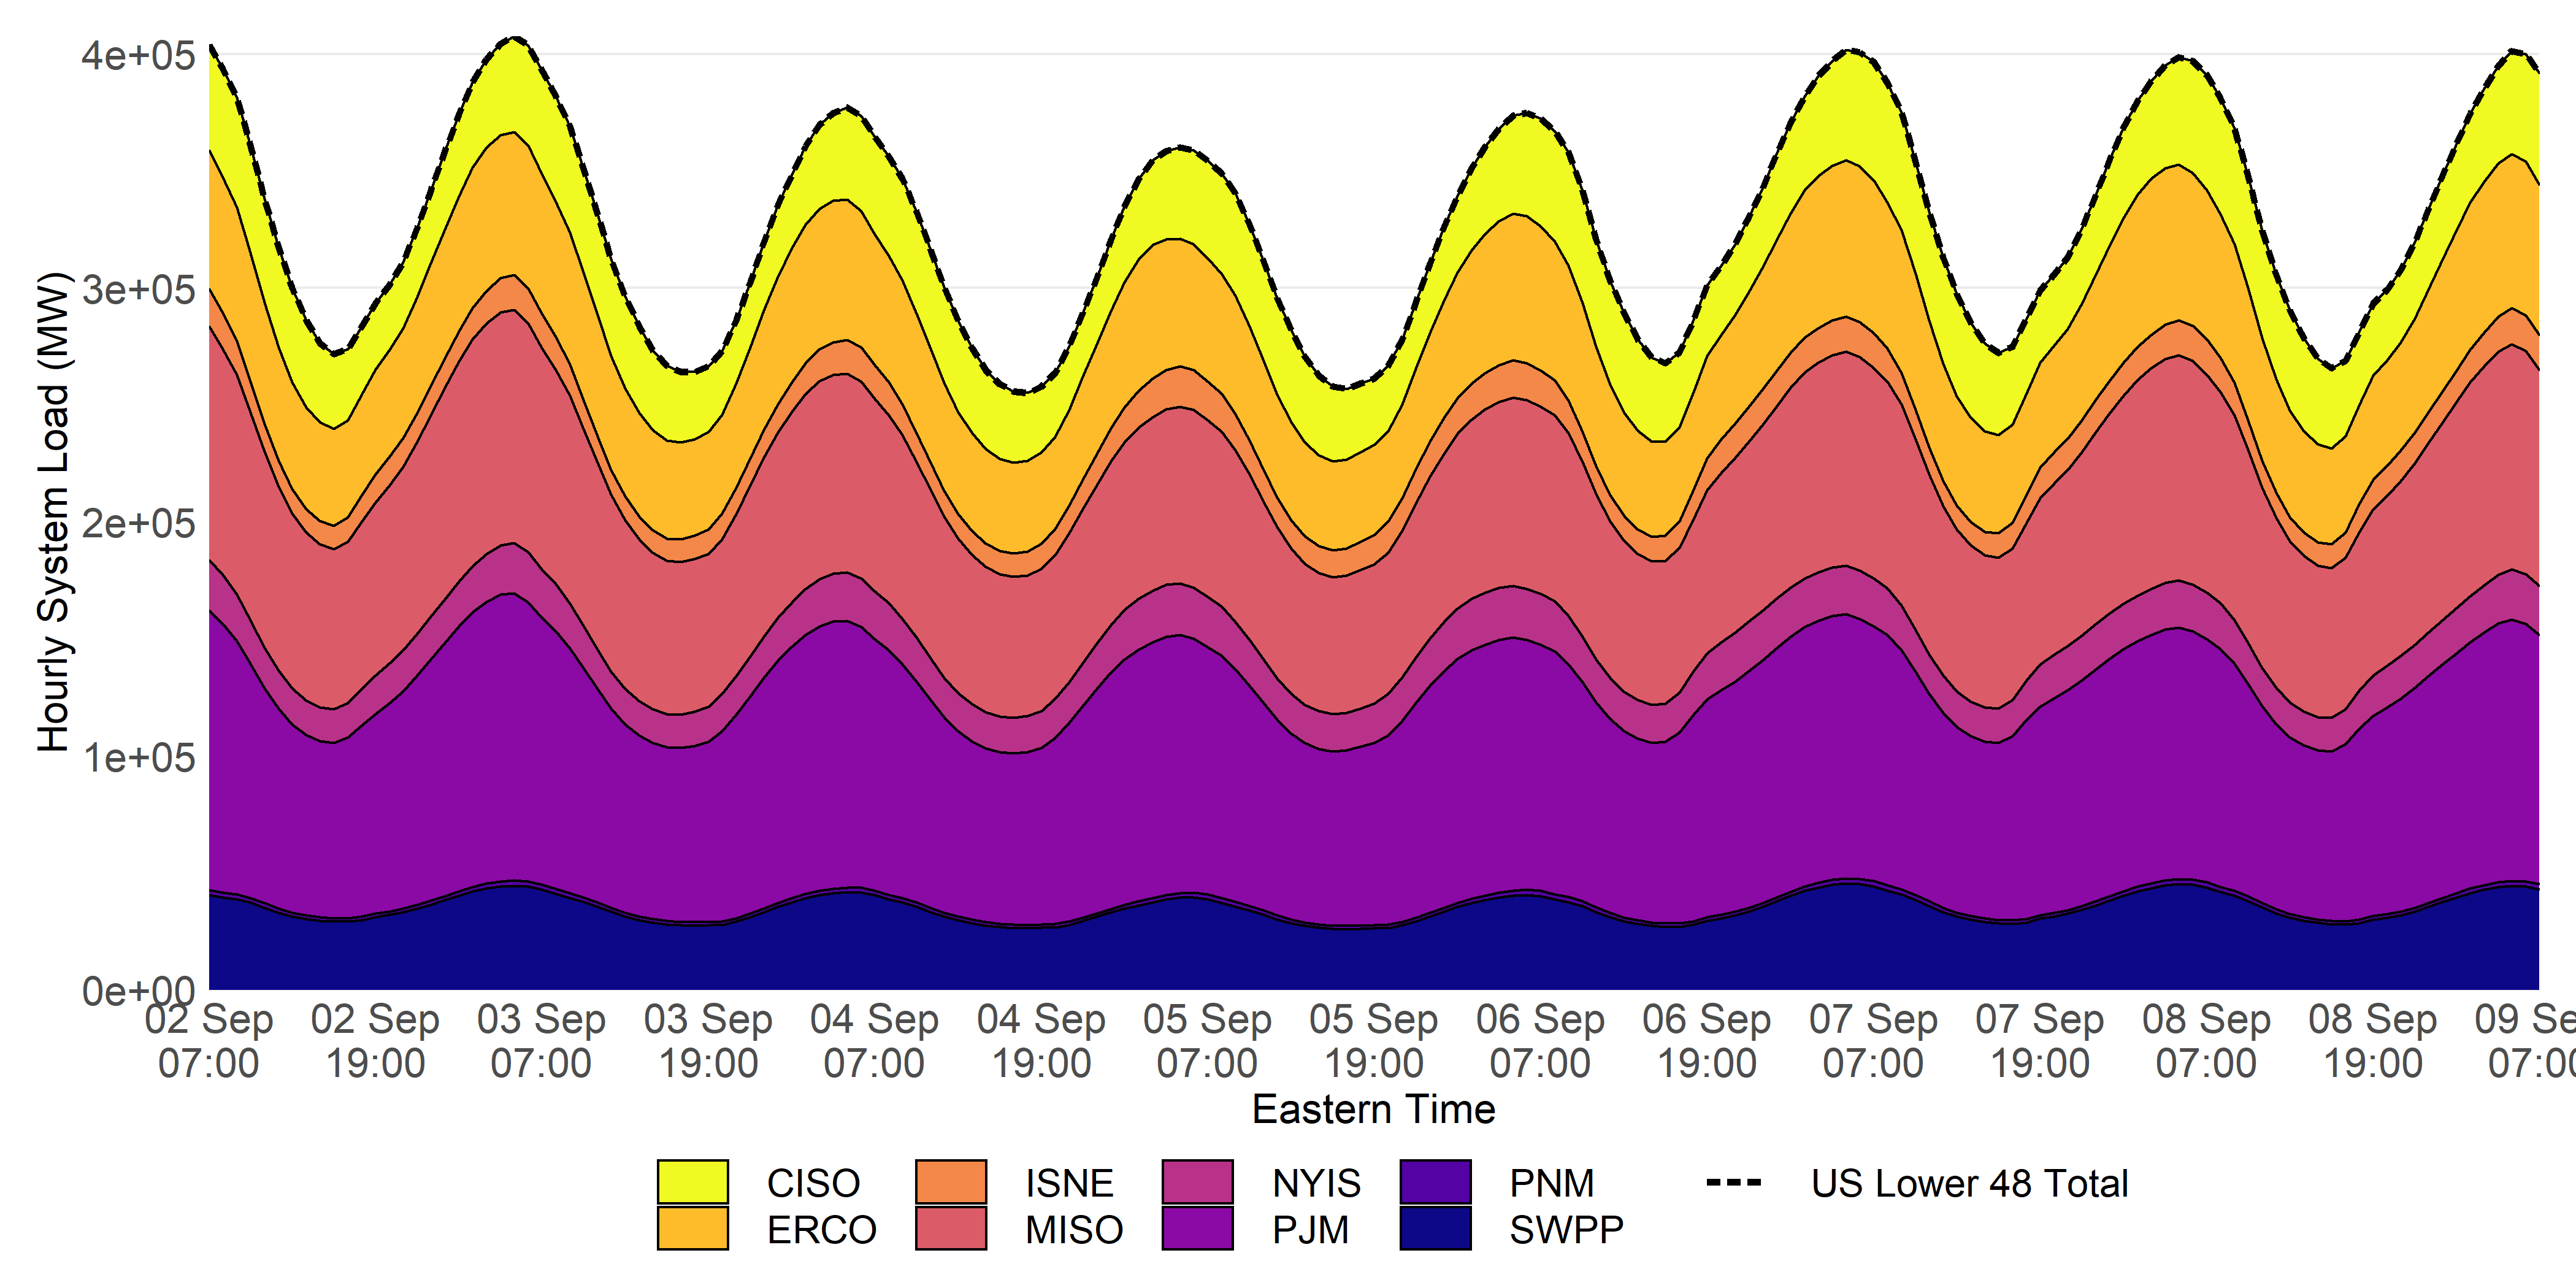 Hourly System Load (MW)
4e+05
3e+05
2e+05
1e+05
0e+00
02 Sep 02 Sep 03 Sep 03 Sep 04 Sep 04 Sep 05 Sep 05 Sep 06 Sep 06 Sep 07 Sep 07 Sep 08 Sep 08 Sep 09 Se
07:00 19:00 07:00 19:00 07:00 19:00 07:00 19:00 07:00 19:00 07:00 19:00 07:00 19:00 07:0
Eastern Time
CISO ISNE NYIS PNM US Lower 48 Total
ERCO MISO PJM SWPP